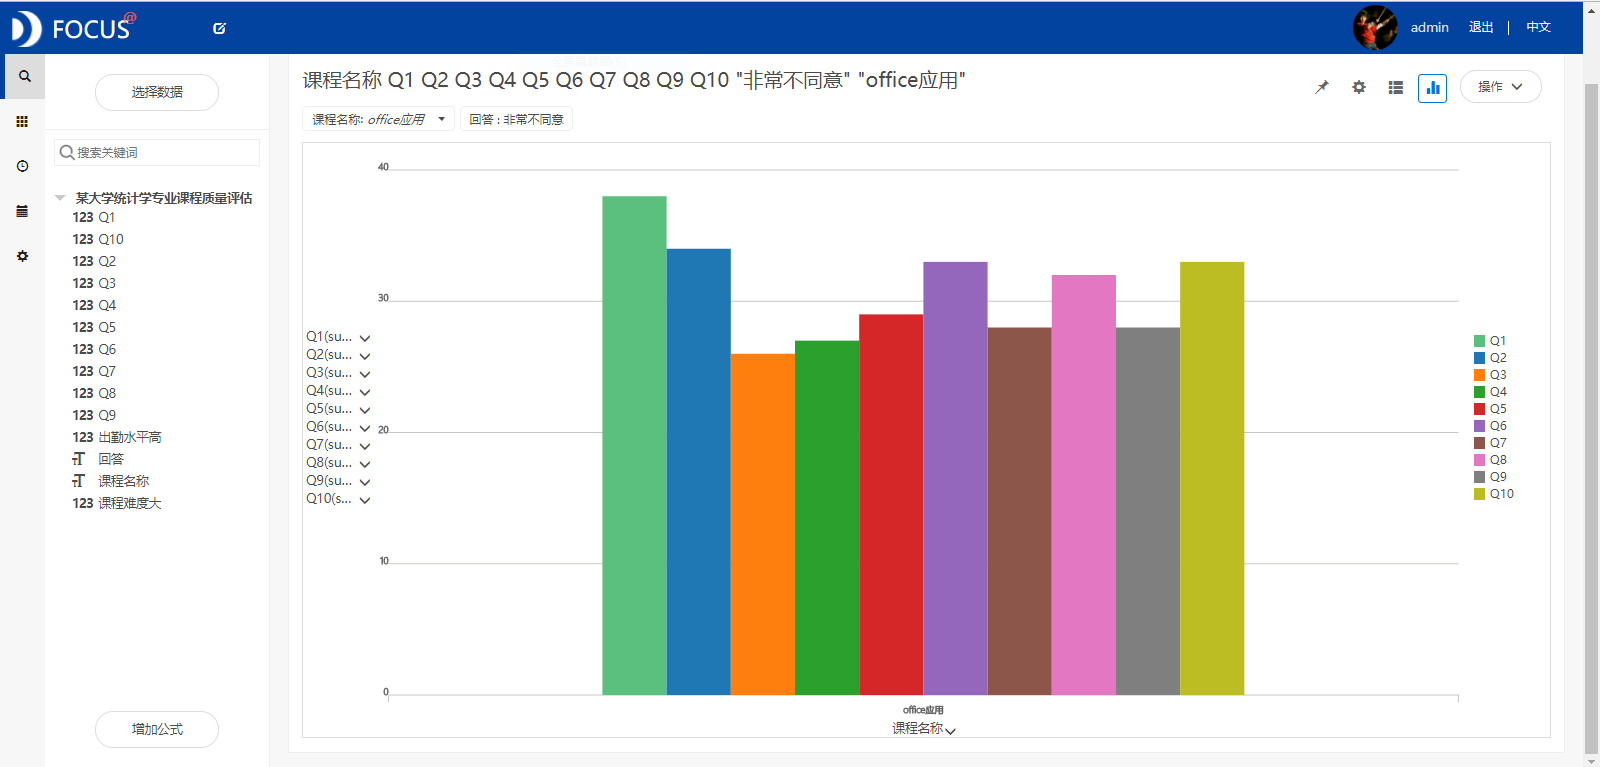 FOCUS@
admin 退出 | 中文
选择数据
搜索关键词
某大学统计学专业课程质量评估
123 Q1
123 Q10
123 Q2
123 Q3
123 Q4
123 Q5
123 Q6
123 Q7
123 Q8
123 Q9
123 出勤水平高
TT 回答
TT 课程名称
123 课程难度大
增加公式
课程名称 Q1 Q2 Q3 Q4 Q5 Q6 Q7 Q8 Q9 Q10 "非常不同意" "office应用"
操作
课程名称: office应用
回答 : 非常不同意
40
30
20
10
0
Q1(su...
Q2(su...
Q3(su...
Q4(su...
Q5(su...
Q6(su...
Q7(su...
Q8(su...
Q9(su...
Q10(s...
office应用
课程名称
Q1
Q2
Q3
Q4
Q5
Q6
Q7
Q8
Q9
Q10